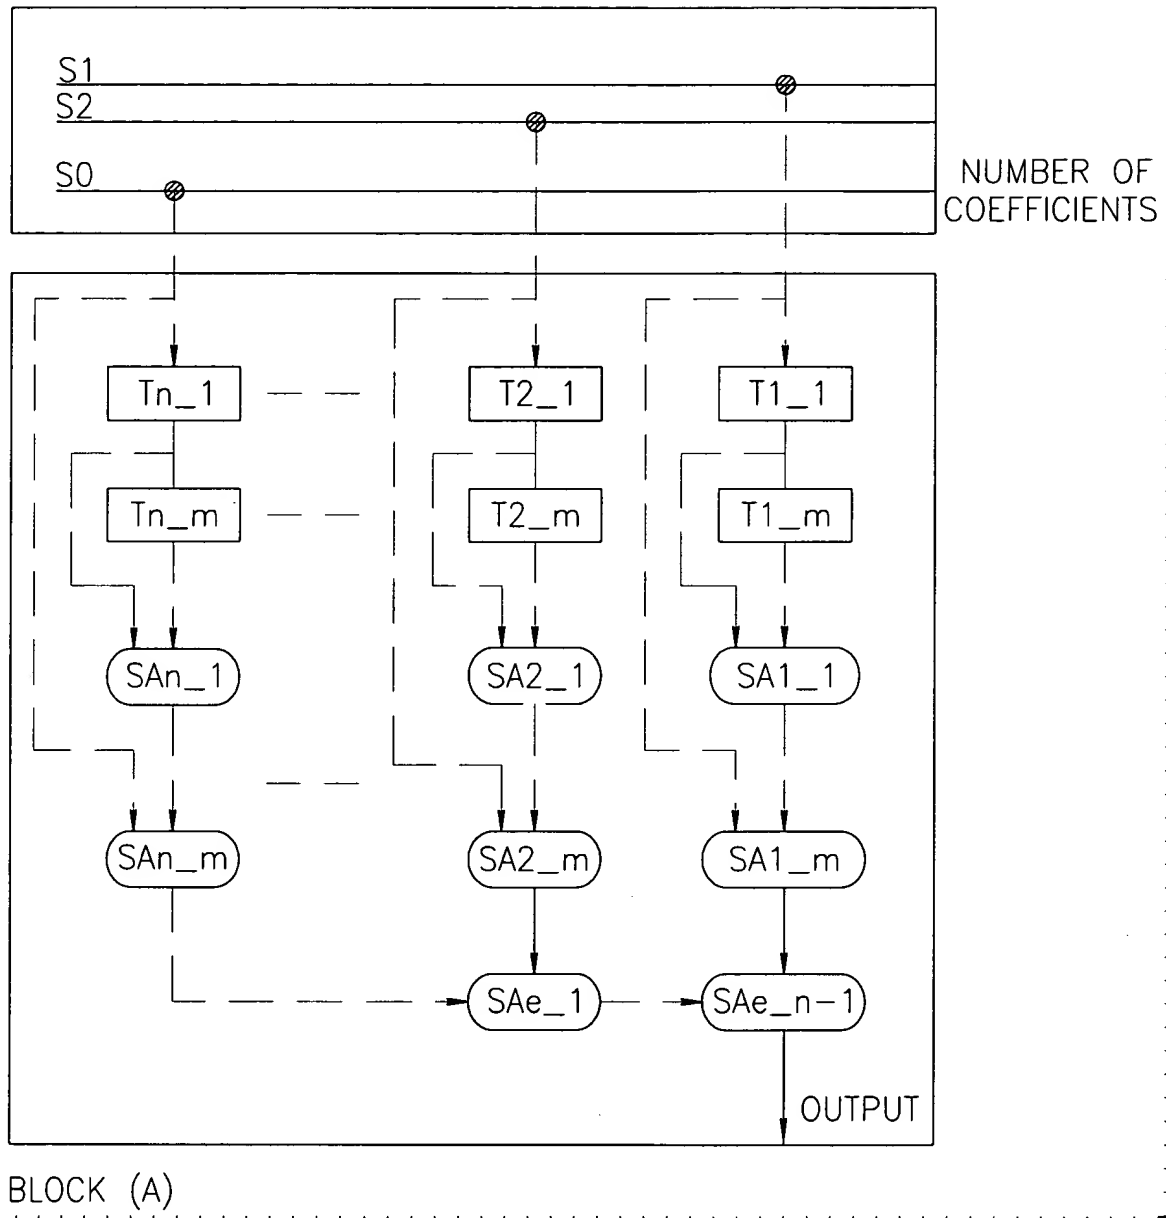 S1
S2
S0
NUMBER OF
COEFFICIENTS
Tn_1
T2_1
T1_1
Tn_m
T2_m
T1_m
SAn_1
SA2_1
SA1_1
SAn_m
SA2_m
SA1_m
SAe_1
SAe_n-1
OUTPUT
BLOCK (A)